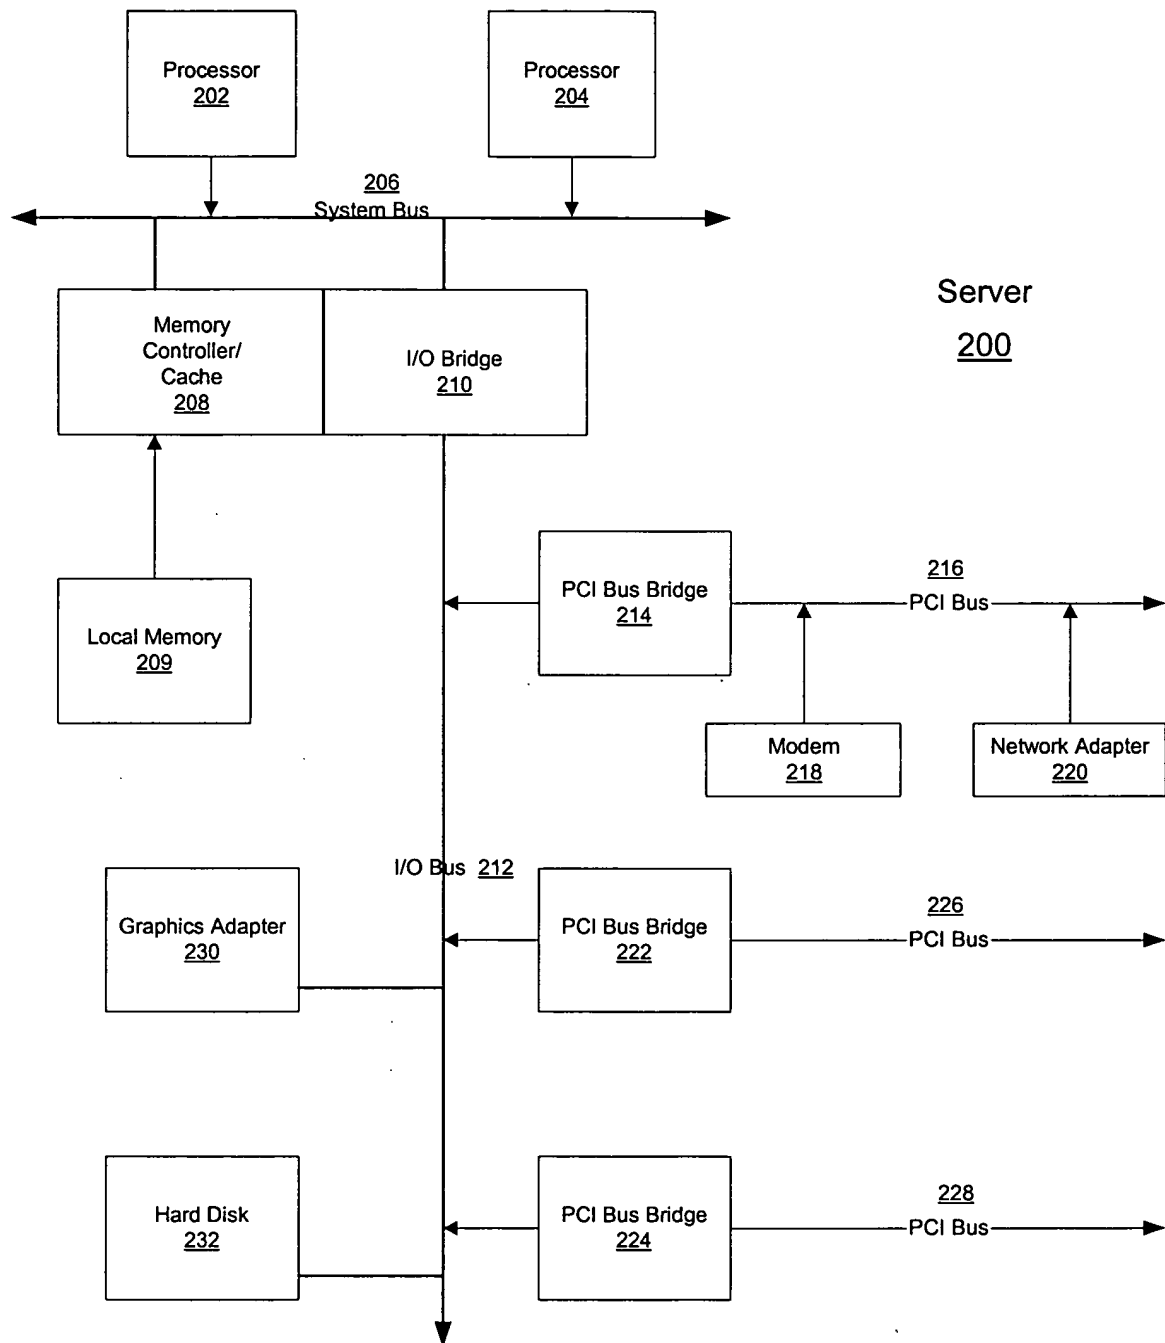 Processor
202
Processor
204
206
System Bus
Server
200
Memory
Controller/
Cache
208
I/O Bridge
210
PCI Bus Bridge
214
216
PCI Bus
Local Memory
209
Modem
218
Network Adapter
220
I/O Bus 212
Graphics Adapter
230
PCI Bus Bridge
222
226
PCI Bus
Hard Disk
232
PCI Bus Bridge
224
228
PCI Bus